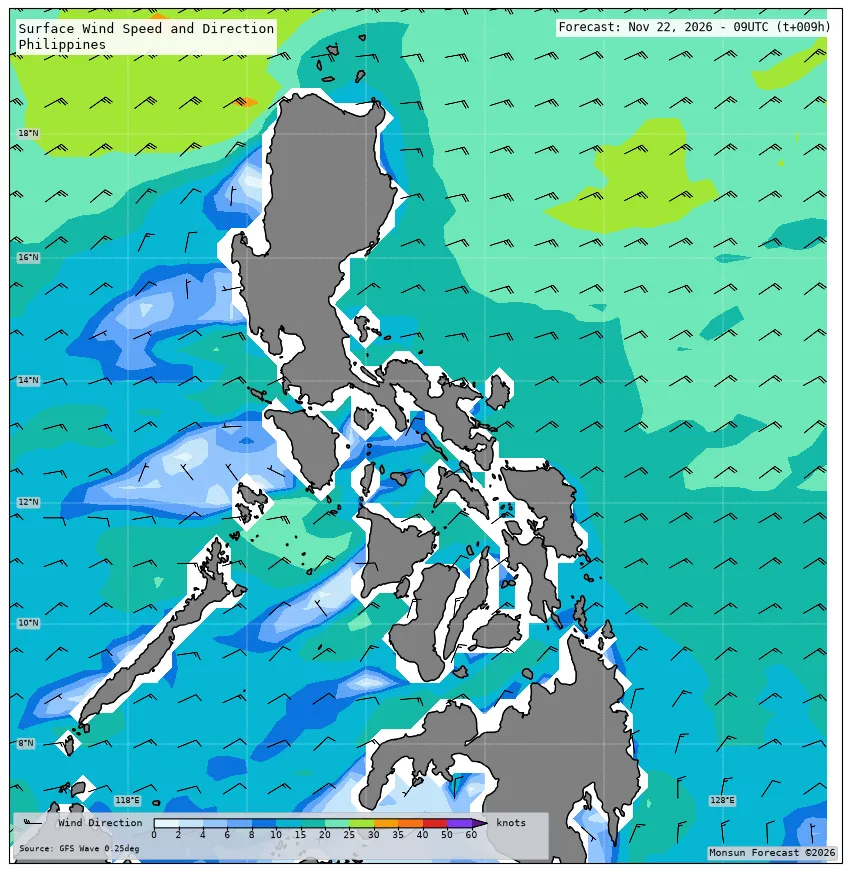 Surface Wind Speed and Direction
Philippines
Forecast: Nov 22, 2026 - 09UTC (t+009h)
18°N
16°N
14°N
12°N
10°N
8°N
118°E
128°E
Wind Direction
knots
0 2 4 6 8 10 15 20 25 30 35 40 50 60
Source: GFS Wave 0.25deg
Monsun Forecast ©2026